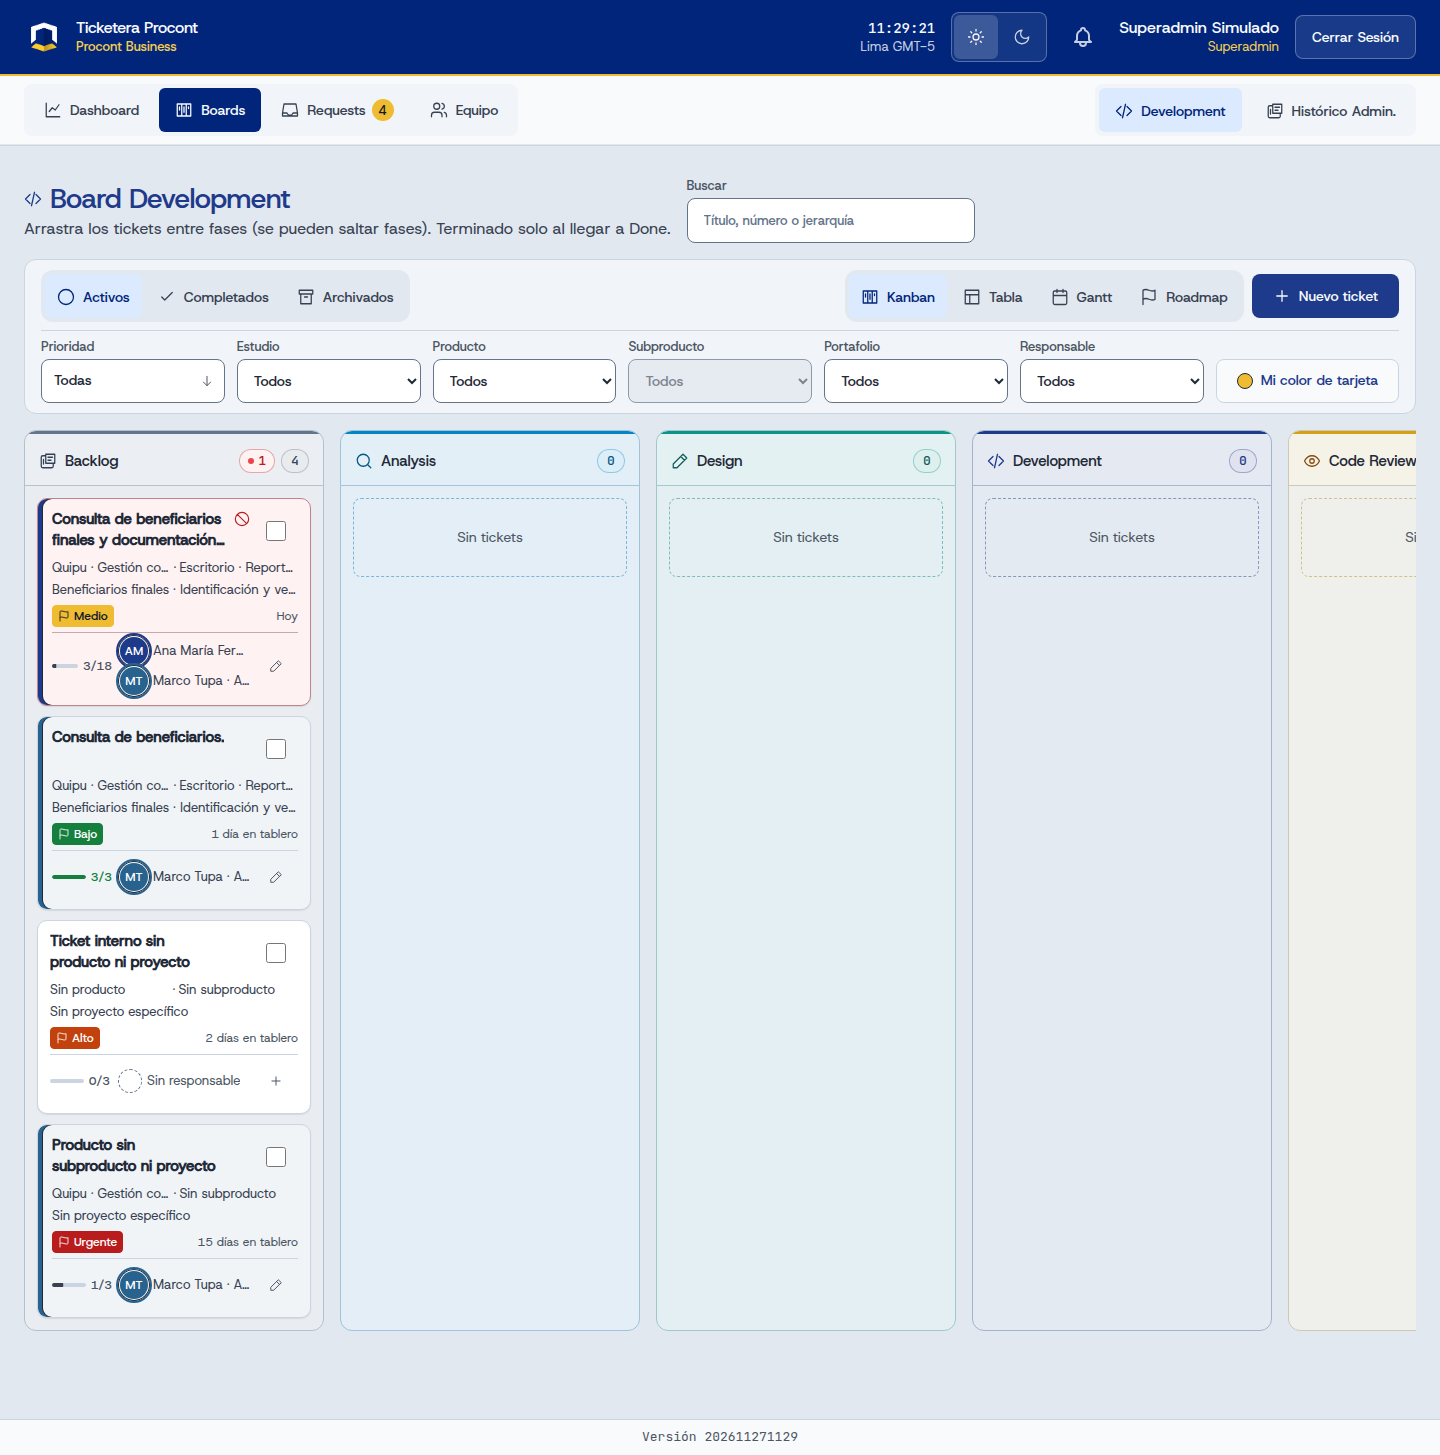 Ticketera Procont
Procont Business
11:29:21
Lima GMT-5
Superadmin Simulado
Superadmin
Cerrar Sesión
Dashboard
Boards
Requests 4
Equipo
Development
Histórico Admin.
Board Development
Arrastra los tickets entre fases (se pueden saltar fases). Terminado solo al llegar a Done.
Buscar
Título, número o jerarquía
Activos
Completados
Archivados
Kanban
Tabla
Gantt
Roadmap
Nuevo ticket
Prioridad
Todas
Estudio
Todos
Producto
Todos
Subproducto
Todos
Portafolio
Todos
Responsable
Todos
Mi color de tarjeta
Backlog
1
4
Consulta de beneficiarios
finales y documentación…
Quipu · Gestión co… · Escritorio · Report…
Beneficiarios finales · Identificación y ve…
Medio
Hoy
3/18
AM Ana María Fer…
MT Marco Tupa · A…
Consulta de beneficiarios.
Quipu · Gestión co… · Escritorio · Report…
Beneficiarios finales · Identificación y ve…
Bajo
1 día en tablero
3/3
MT Marco Tupa · A…
Ticket interno sin
producto ni proyecto
Sin producto · Sin subproducto
Sin proyecto específico
Alto
2 días en tablero
0/3
Sin responsable
Producto sin
subproducto ni proyecto
Quipu · Gestión co… · Sin subproducto
Sin proyecto específico
Urgente
15 días en tablero
1/3
MT Marco Tupa · A…
Analysis
0
Sin tickets
Design
0
Sin tickets
Development
0
Sin tickets
Code Review
Si
Versión 202611271129